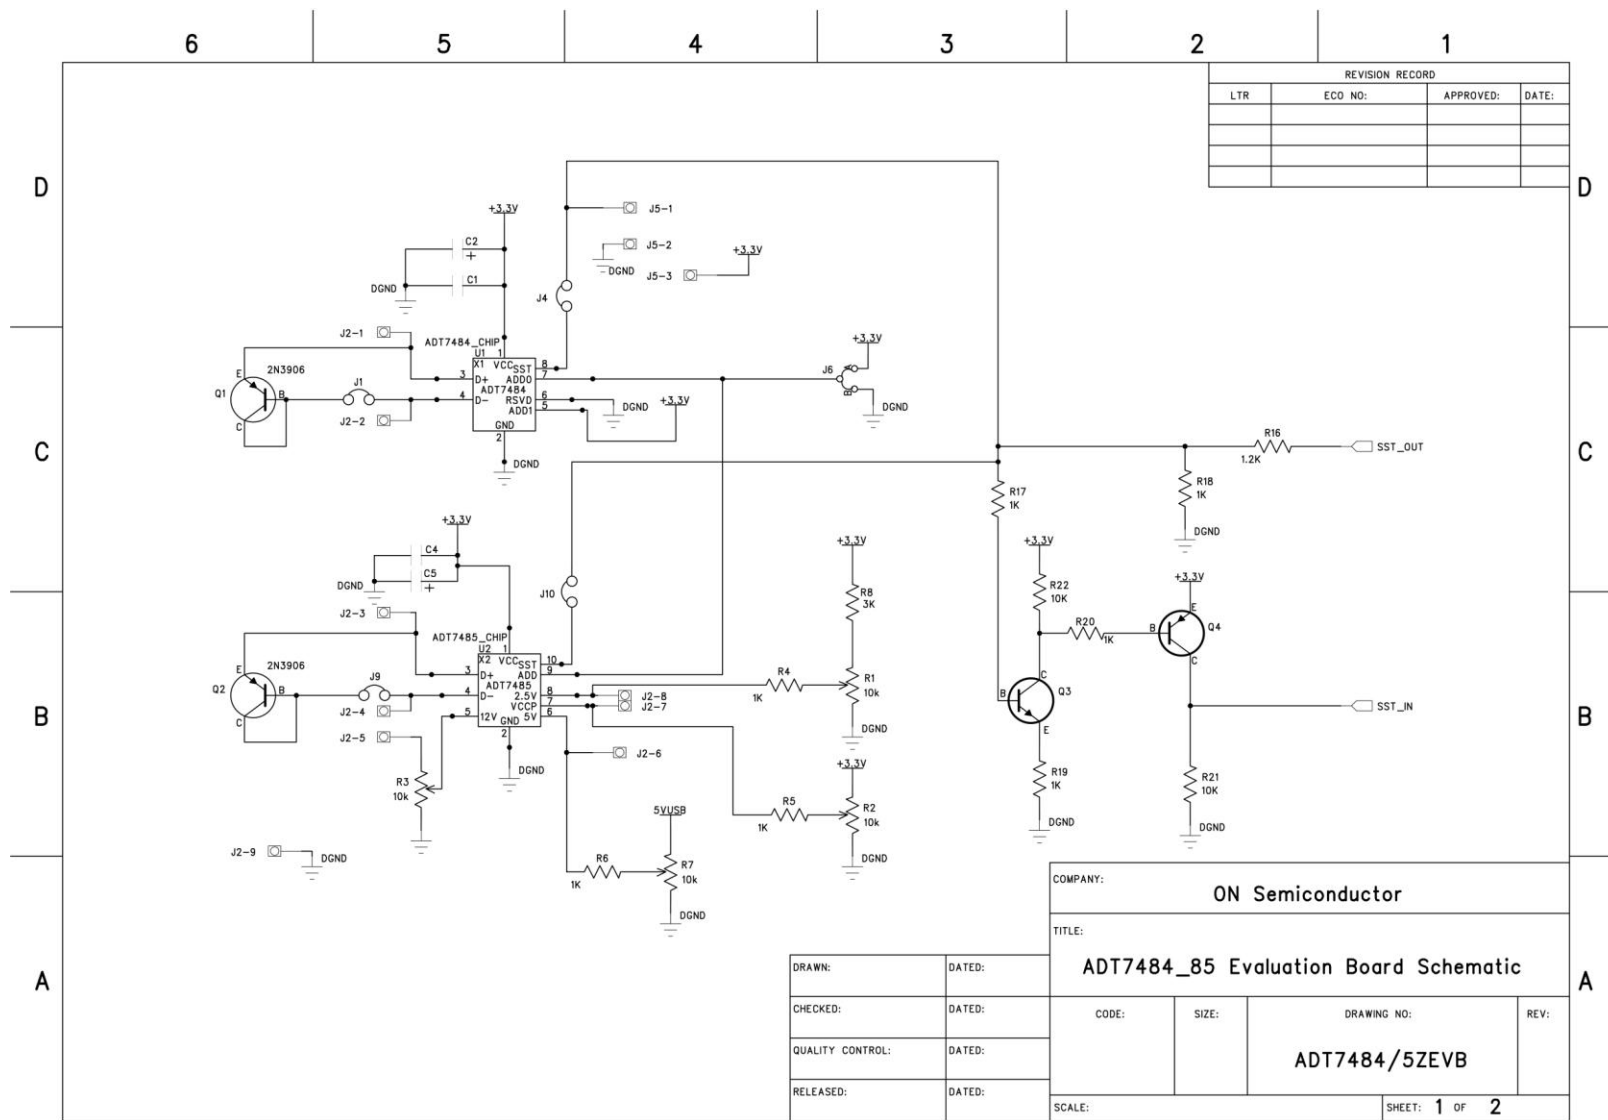 6 5 4 3 2 1
REVISION RECORD
LTR ECO NO: APPROVED: DATE:
D D
+3.3V
J5-1
C2
+
J5-2
+3.3V
DGND
J5-3
C1
DGND
J4
J2-1
ADT7484_CHIP
U1 1
+3.3V
X1 VCC SST 8
2N3906
E
3 D+ ADD0 7
J6 A
Q1
B
J1
ADT7484
4 D- RSVD 6
B
DGND
+3.3V
DGND
ADD1 5
J2-2
C
GND
2
R16
SST_OUT
C C
DGND
1.2K
R18
1K
R17
1K
+3.3V
DGND
C4
+3.3V
+3.3V
C5
DGND
+
+3.3V
R22
10K
J10
R8
3K
J2-3
E
ADT7485_CHIP
R20
B
Q4
1K
U2 1
X2 VCC SST 10
C
2N3906
E
3 D+ ADD 9
R4
R1
C
Q2
B
J9
ADT7485
4 D- 2.5V 8
J2-8
1K
10k
B
Q3
VCCP 7
J2-7
SST_IN
J2-4
5 12V 5V 6
C
GND
2
B B
E
J2-5
DGND
J2-6
DGND
+3.3V
R3
10k
DGND
R19
1K
R21
10K
R5
R2
5VUSB
1K
10k
DGND
DGND
J2-9
DGND
R6
R7
DGND
1K
10k
DGND
COMPANY:
ON Semiconductor
TITLE:
ADT7484_85 Evaluation Board Schematic
A A
DRAWN: DATED:
CHECKED: DATED:
CODE: SIZE: DRAWING NO: REV:
QUALITY CONTROL: DATED:
ADT7484/5ZEVB
RELEASED: DATED:
SCALE: SHEET: 1 OF 2